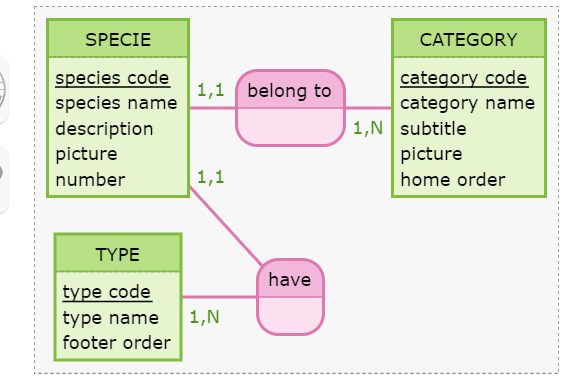 SPECIE
species code
species name
description
picture
number
1,1
belong to
1,N
CATEGORY
category code
category name
subtitle
picture
home order
1,1
have
1,N
TYPE
type code
type name
footer order